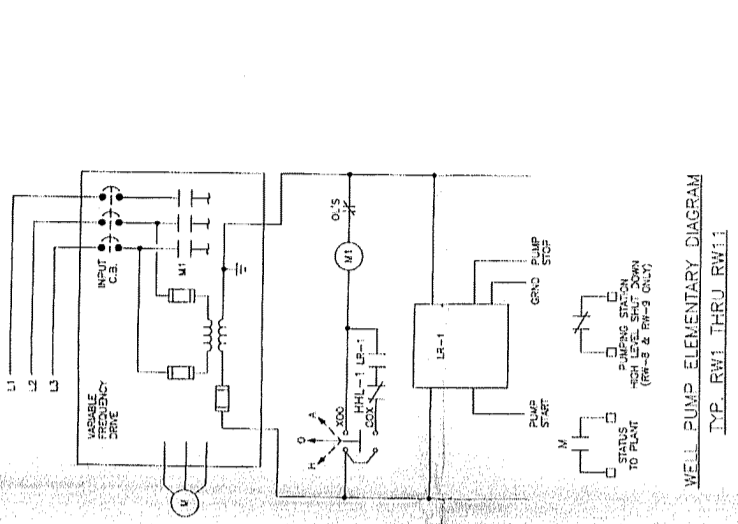 L1
L2
L3
VARIABLE
FREQUENCY
DRIVE
INPUT
C.B.
M1
M
H
O
A
XOO
OOX
HHL-1
LR-1
M1
OL'S
LR-1
PUMP
START
GRND
PUMP
STOP
M
STATUS
TO PLANT
PUMPING STATION
HIGH LEVEL SHUT DOWN
(RW-8 & RW-9 ONLY)
WELL PUMP ELEMENTARY DIAGRAM
TYP. RW1 THRU RW11